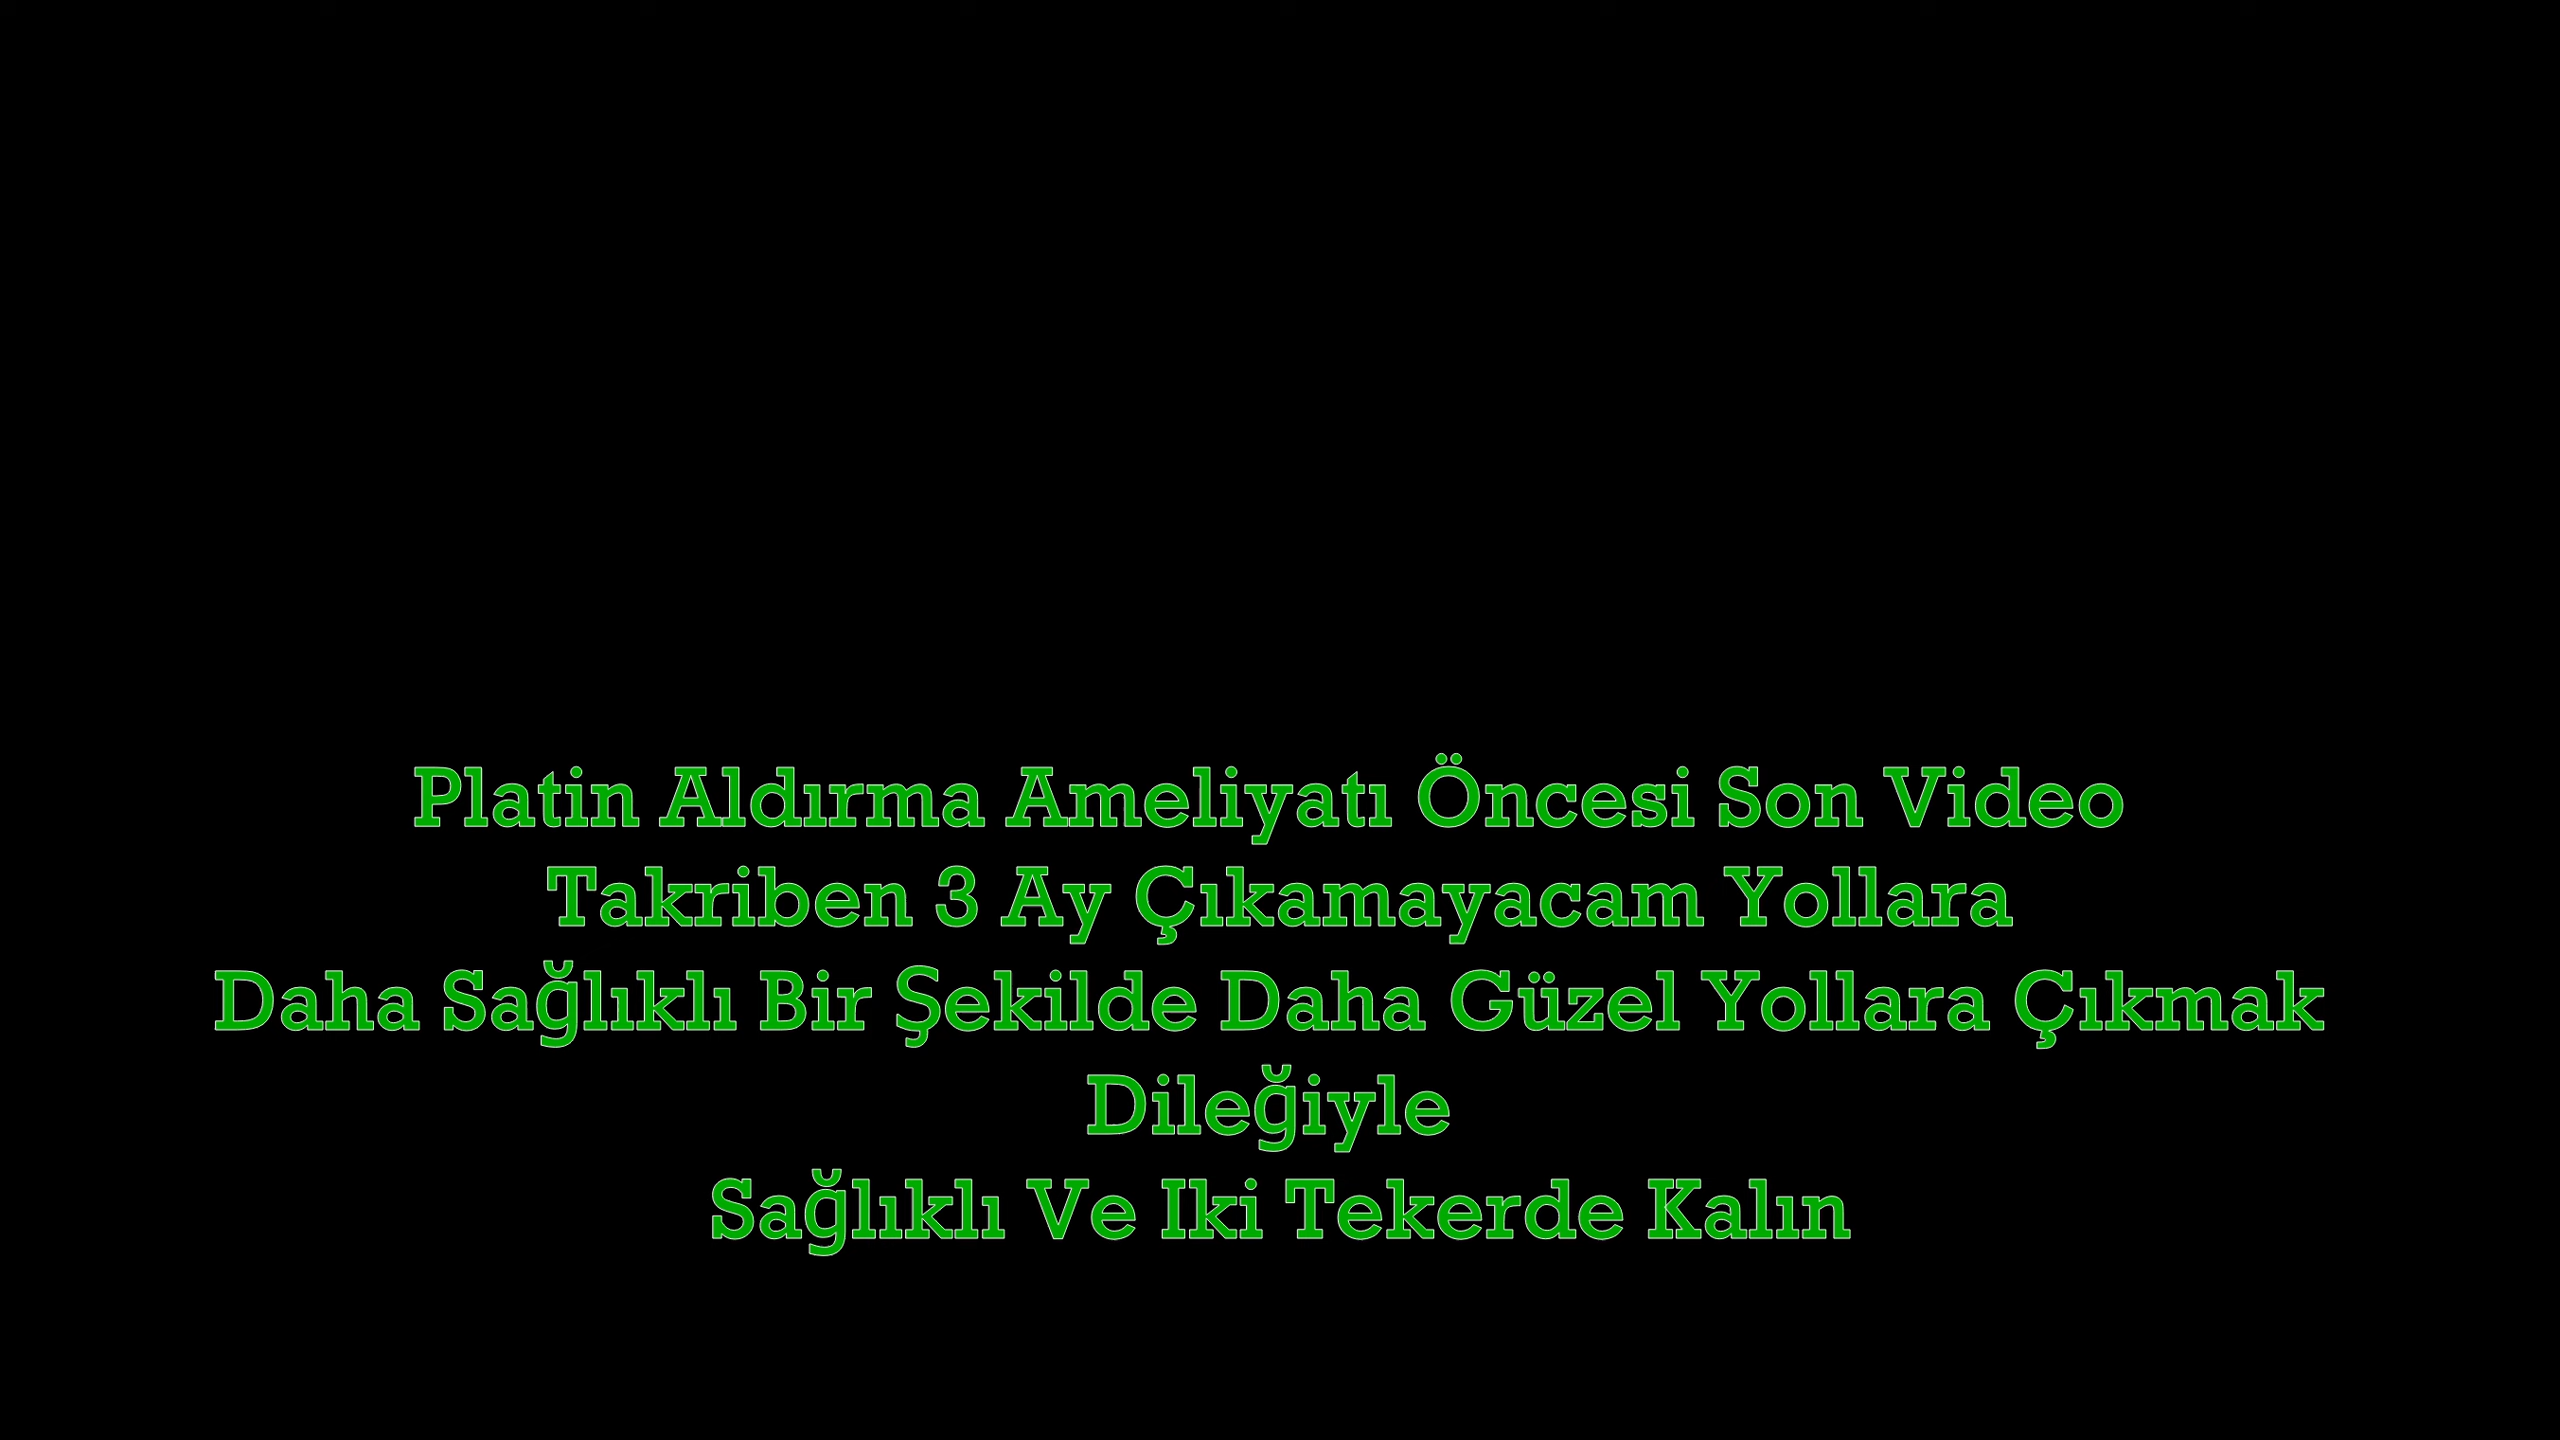 Platin Aldırma Ameliyatı Öncesi Son Video
Takriben 3 Ay Çıkamayacam Yollara
Daha Sağlıklı Bir Şekilde Daha Güzel Yollara Çıkmak
Dileğiyle
Sağlıklı Ve Iki Tekerde Kalın